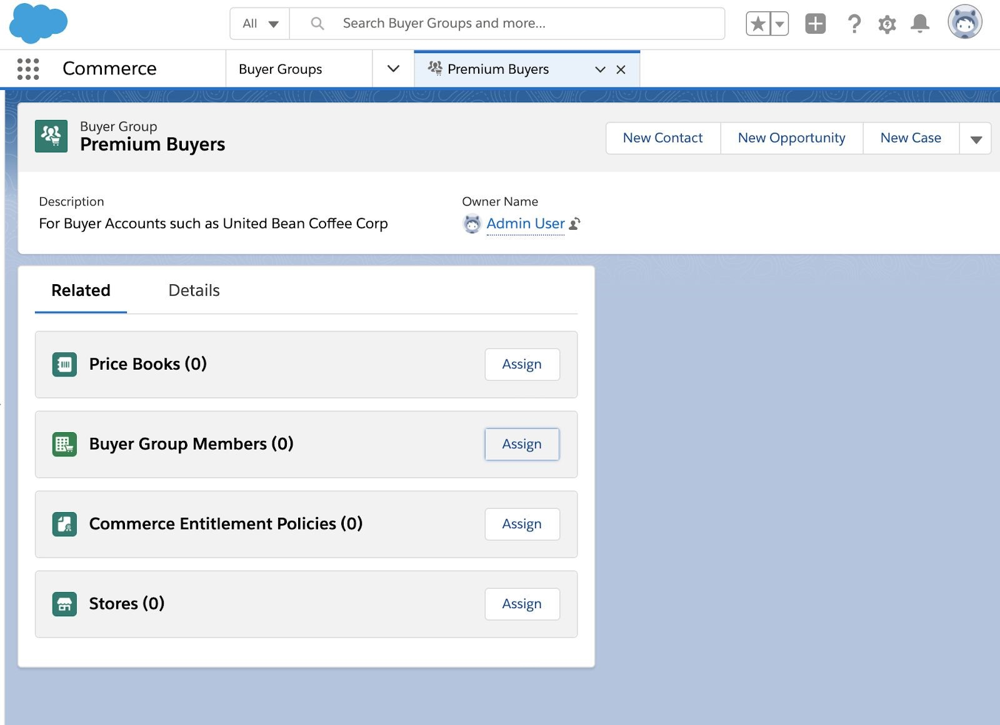 All
Search Buyer Groups and more...
Commerce
Buyer Groups
Premium Buyers
Buyer Group
Premium Buyers
New Contact
New Opportunity
New Case
Description
Owner Name
For Buyer Accounts such as United Bean Coffee Corp
Admin User
Related
Details
Price Books (0)
Assign
Buyer Group Members (0)
Assign
Commerce Entitlement Policies (0)
Assign
Stores (0)
Assign